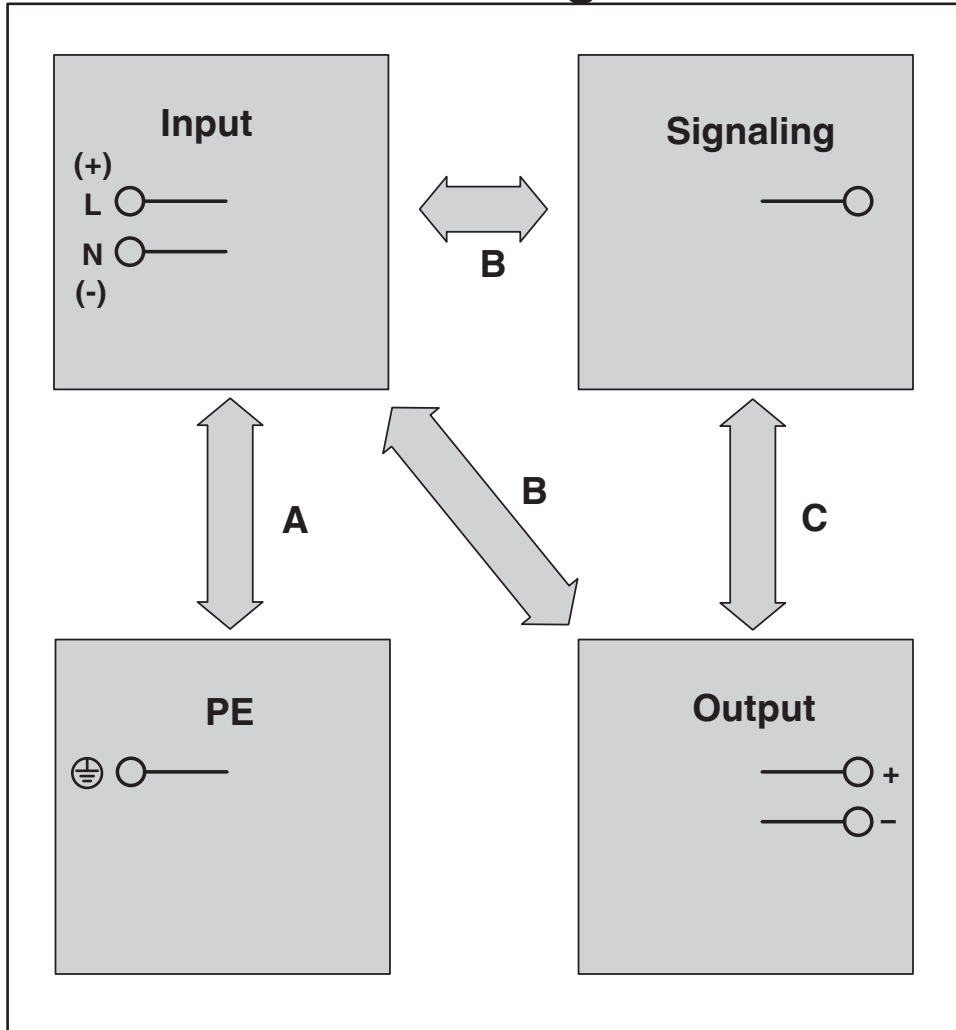 Input
(+)
L
N
(-)
Signaling
B
A
B
C
PE
Output
+
–